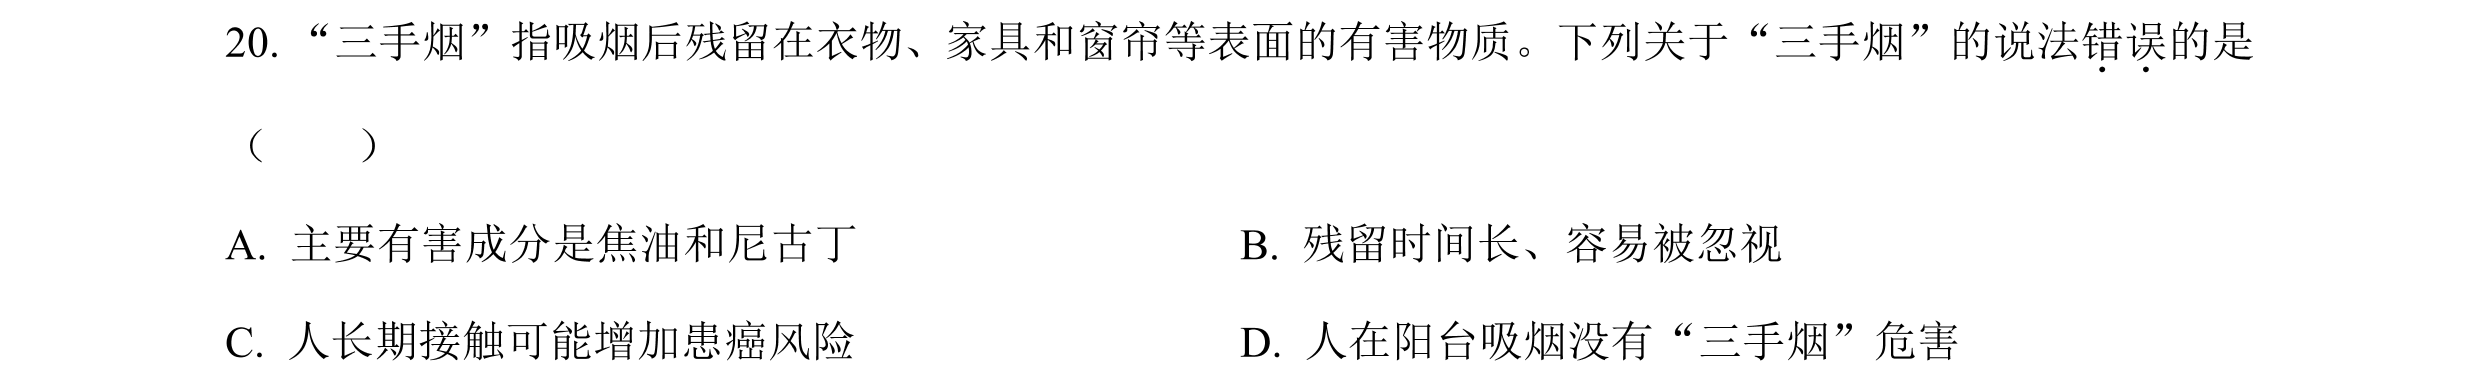 20. “三手烟”指吸烟后残留在衣物、家具和窗帘等表面的有害物质。下列关于“三手烟”的说法错误的是
（　　）
A. 主要有害成分是焦油和尼古丁 B. 残留时间长、容易被忽视
C. 人长期接触可能增加患癌风险 D. 人在阳台吸烟没有“三手烟”危害